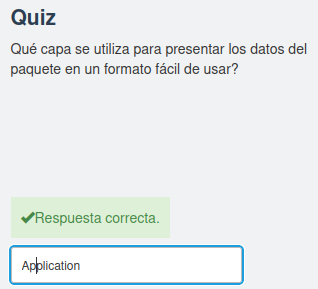 Quiz
Qué capa se utiliza para presentar los datos del
paquete en un formato fácil de usar?
Respuesta correcta.
Application